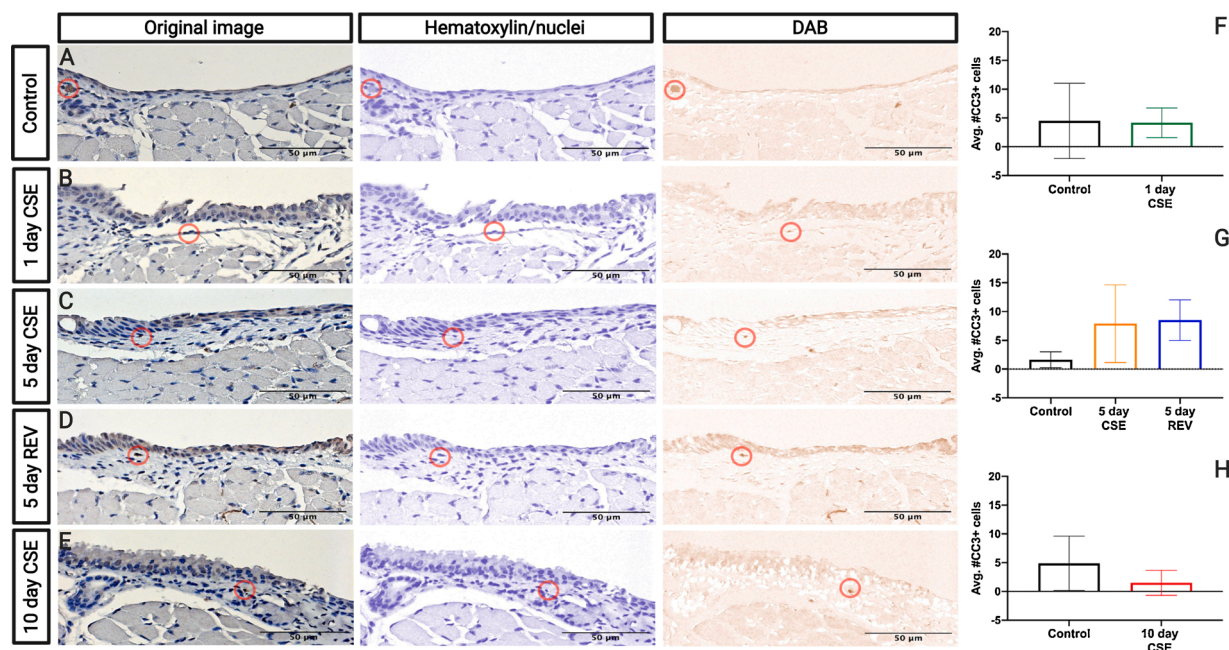 Original image
Hematoxylin/nuclei
DAB
Control
A
50 µm
50 µm
50 µm
1 day CSE
B
50 µm
50 µm
50 µm
5 day CSE
C
50 µm
50 µm
50 µm
5 day REV
D
50 µm
50 µm
50 µm
10 day CSE
E
50 µm
50 µm
50 µm
F
Avg. #CC3+ cells
20
15
10
5
0
-5
Control
1 day
CSE
G
Avg. #CC3+ cells
20
15
10
5
0
-5
Control
5 day
CSE
5 day
REV
H
Avg. #CC3+ cells
20
15
10
5
0
-5
Control
10 day
CSE